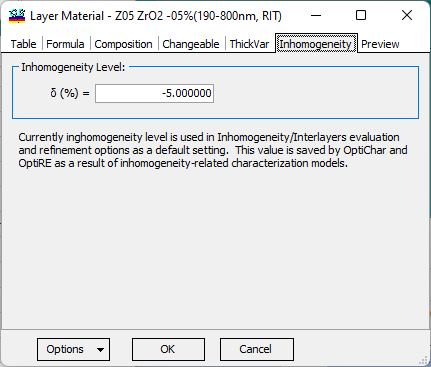 Layer Material - Z05 ZrO2 -05%(190-800nm, RIT)
Table Formula Composition Changeable ThickVar Inhomogeneity Preview
Inhomogeneity Level:
δ (%) = -5.000000
Currently inghomogeneity level is used in Inhomogeneity/Interlayers evaluation
and refinement options as a default setting. This value is saved by OptiChar and
OptiRE as a result of inhomogeneity-related characterization models.
Options OK Cancel